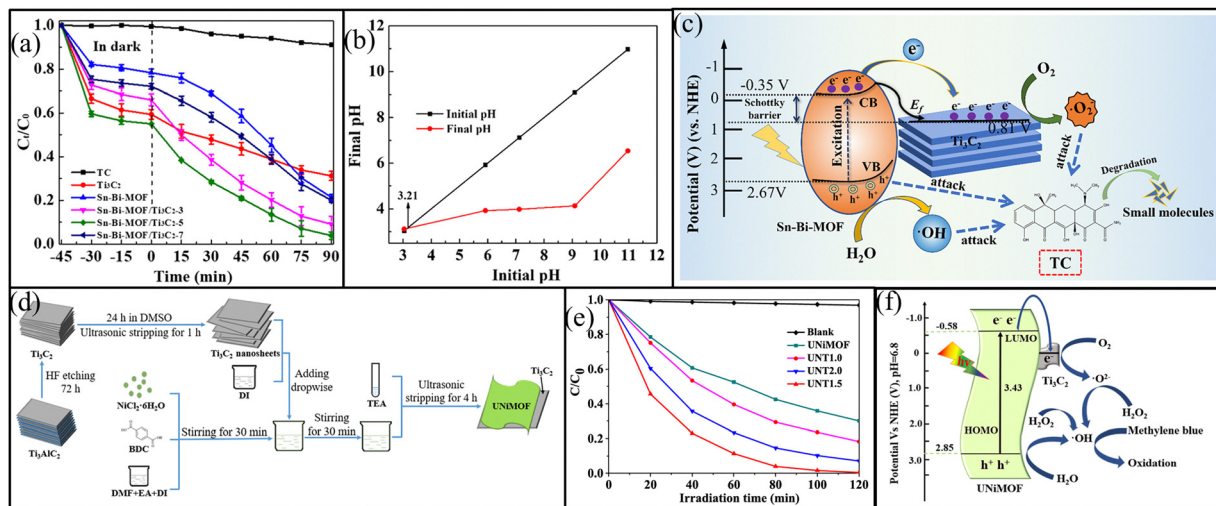 (a)
In dark
TC
Ti₃C₂
Sn-Bi-MOF
Sn-Bi-MOF/Ti₃C₂-3
Sn-Bi-MOF/Ti₃C₂-5
Sn-Bi-MOF/Ti₃C₂-7
Cₜ/C₀
1.0
0.8
0.6
0.4
0.2
0.0
-45 -30 -15 0 15 30 45 60 75 90
Time (min)
(b)
Initial pH
Final pH
3.21
Final pH
12
10
8
6
4
3 4 5 6 7 8 9 10 11 12
Initial pH
(c)
Potential (V) (vs. NHE)
-1
0
1
2
3
-0.35 V
Schottky
barrier
2.67V
e⁻
e⁻ e⁻ e⁻
CB
Excitation
VB
h⁺
h⁺ h⁺ h⁺
Sn-Bi-MOF
H₂O
·OH
E_f
e⁻ e⁻ e⁻ e⁻
0.81 V
Ti₃C₂
O₂
·O₂⁻
attack
attack
attack
Degradation
Small molecules
TC
(d)
Ti₃C₂
24 h in DMSO
Ultrasonic stripping for 1 h
Ti₃C₂ nanosheets
HF etching
72 h
Ti₃AlC₂
NiCl₂·6H₂O
BDC
DMF+EA+DI
Stirring for 30 min
DI
Adding
dropwise
Stirring
for 30 min
TEA
Ultrasonic
stripping for 4 h
Ti₃C₂
UNiMOF
(e)
Blank
UNiMOF
UNT1.0
UNT2.0
UNT1.5
C/C₀
1.0
0.8
0.6
0.4
0.2
0.0
0 20 40 60 80 100 120
Irradiation time (min)
(f)
Potential Vs NHE (V), pH=6.8
-0.58
0
1.0
2.0
2.85
3.0
e⁻ e⁻
LUMO
3.43
HOMO
h⁺ h⁺
UNiMOF
e⁻
Ti₃C₂
O₂
·O²⁻
H₂O₂
H₂O₂
·OH
Methylene blue
Oxidation
H₂O